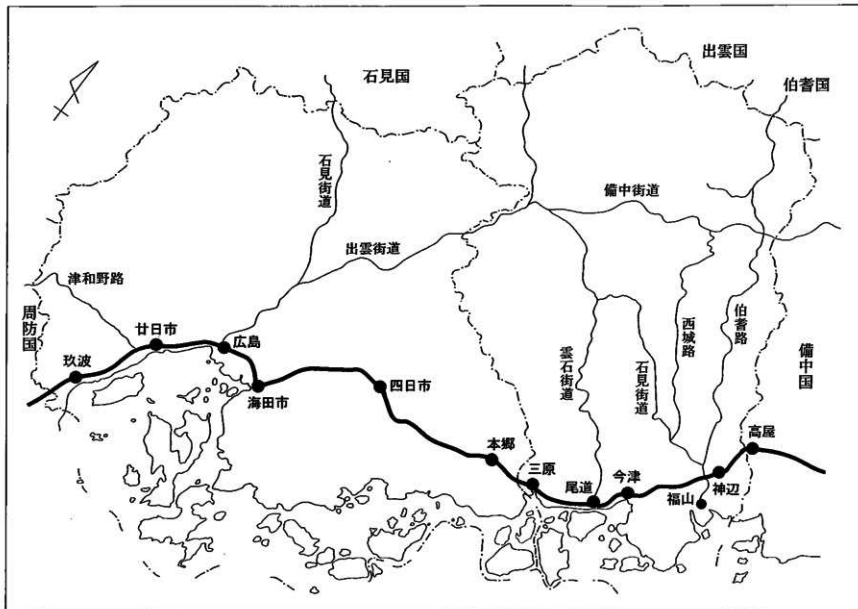 出雲国
石見国
伯耆国
石見街道
備中街道
出雲街道
津和野路
周防国
廿日市
広島
玖波
海田市
四日市
雲石街道
石見街道
西城路
伯耆路
備中国
本郷
三原
尾道
今津
福山
神辺
高屋